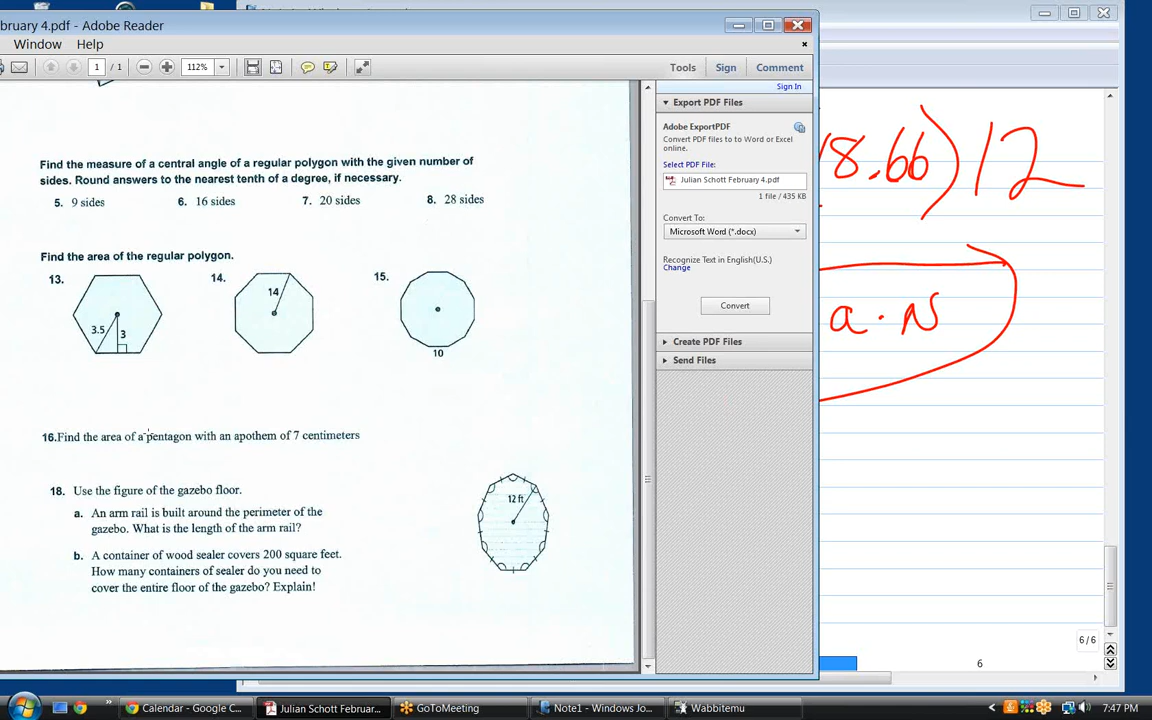 bruary 4.pdf - Adobe Reader
Window Help
1 / 1 112% Tools Sign Comment
Sign In
Export PDF Files
Adobe ExportPDF
Convert PDF files to to Word or Excel
online.
Select PDF File:
Julian Schott February 4.pdf
1 file / 435 KB
Convert To:
Microsoft Word (*.docx)
Recognize Text in English(U.S.)
Change
Convert
Create PDF Files
Send Files
Find the measure of a central angle of a regular polygon with the given number of
sides. Round answers to the nearest tenth of a degree, if necessary.
5. 9 sides 6. 16 sides 7. 20 sides 8. 28 sides
Find the area of the regular polygon.
13. 14. 15.
14
3.5 3
10
16.Find the area of a pentagon with an apothem of 7 centimeters
18. Use the figure of the gazebo floor.
a. An arm rail is built around the perimeter of the
gazebo. What is the length of the arm rail?
b. A container of wood sealer covers 200 square feet.
How many containers of sealer do you need to
cover the entire floor of the gazebo? Explain!
12 ft
8.66) 12
a · N
6 / 6
6
Calendar - Google C... Julian Schott Februar... GoToMeeting Note1 - Windows Jo... Wabbitemu 7:47 PM